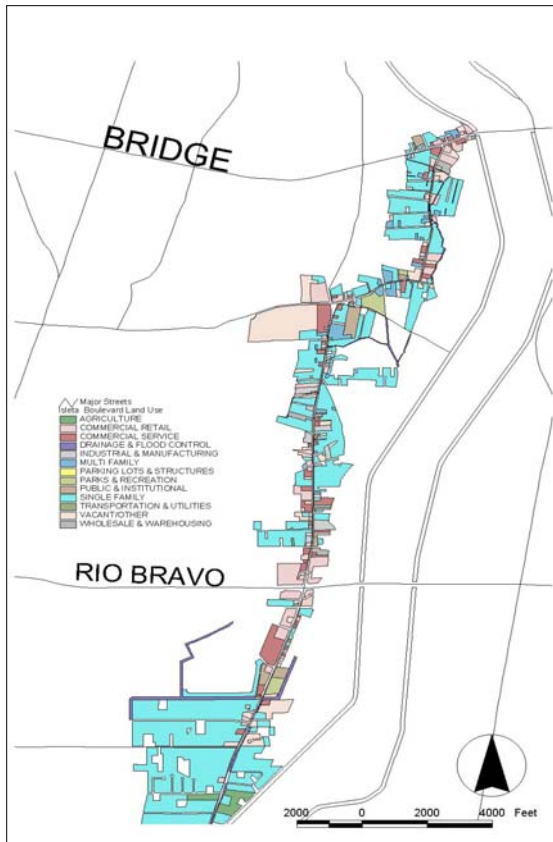 BRIDGE
Major Streets
Isleta Boulevard Land Use
AGRICULTURE
COMMERCIAL RETAIL
COMMERCIAL SERVICE
DRAINAGE & FLOOD CONTROL
INDUSTRIAL & MANUFACTURING
MULTI FAMILY
PARKING LOTS & STRUCTURES
PARKS & RECREATION
PUBLIC & INSTITUTIONAL
SINGLE FAMILY
TRANSPORTATION & UTILITIES
VACANT/OTHER
WHOLESALE & WAREHOUSING
RIO BRAVO
2000 0 2000 4000 Feet